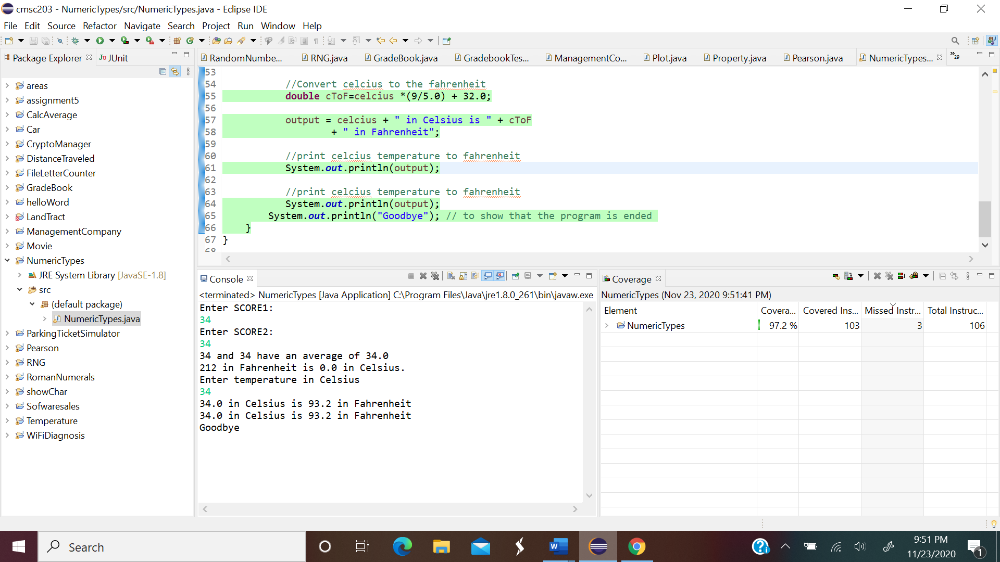 cmsc203 - NumericTypes/src/NumericTypes.java - Eclipse IDE
File Edit Source Refactor Navigate Search Project Run Window Help
Package Explorer
JUnit
areas
assignment5
CalcAverage
Car
CryptoManager
DistanceTraveled
FileLetterCounter
GradeBook
helloWord
LandTract
ManagementCompany
Movie
NumericTypes
JRE System Library [JavaSE-1.8]
src
(default package)
NumericTypes.java
ParkingTicketSimulator
Pearson
RNG
RomanNumerals
showChar
Sofwaresales
Temperature
WiFiDiagnosis
RandomNumbe... RNG.java GradeBook.java GradebookTes... ManagementCo... Plot.java Property.java Pearson.java NumericTypes... »29
53
54 //Convert celcius to the fahrenheit
55 double cToF=celcius *(9/5.0) + 32.0;
56
57 output = celcius + " in Celsius is " + cToF
58 + " in Fahrenheit";
59
60 //print celcius temperature to fahrenheit
61 System.out.println(output);
62
63 //print celcius temperature to fahrenheit
64 System.out.println(output);
65 System.out.println("Goodbye"); // to show that the program is ended
66 }
67 }
68
Console
<terminated> NumericTypes [Java Application] C:\Program Files\Java\jre1.8.0_261\bin\javaw.exe
Enter SCORE1:
34
Enter SCORE2:
34
34 and 34 have an average of 34.0
212 in Fahrenheit is 0.0 in Celsius.
Enter temperature in Celsius
34
34.0 in Celsius is 93.2 in Fahrenheit
34.0 in Celsius is 93.2 in Fahrenheit
Goodbye
Coverage
NumericTypes (Nov 23, 2020 9:51:41 PM)
Element Covera... Covered Ins... Missed Instr... Total Instruc...
NumericTypes 97.2 % 103 3 106
Search
9:51 PM
11/23/2020
1